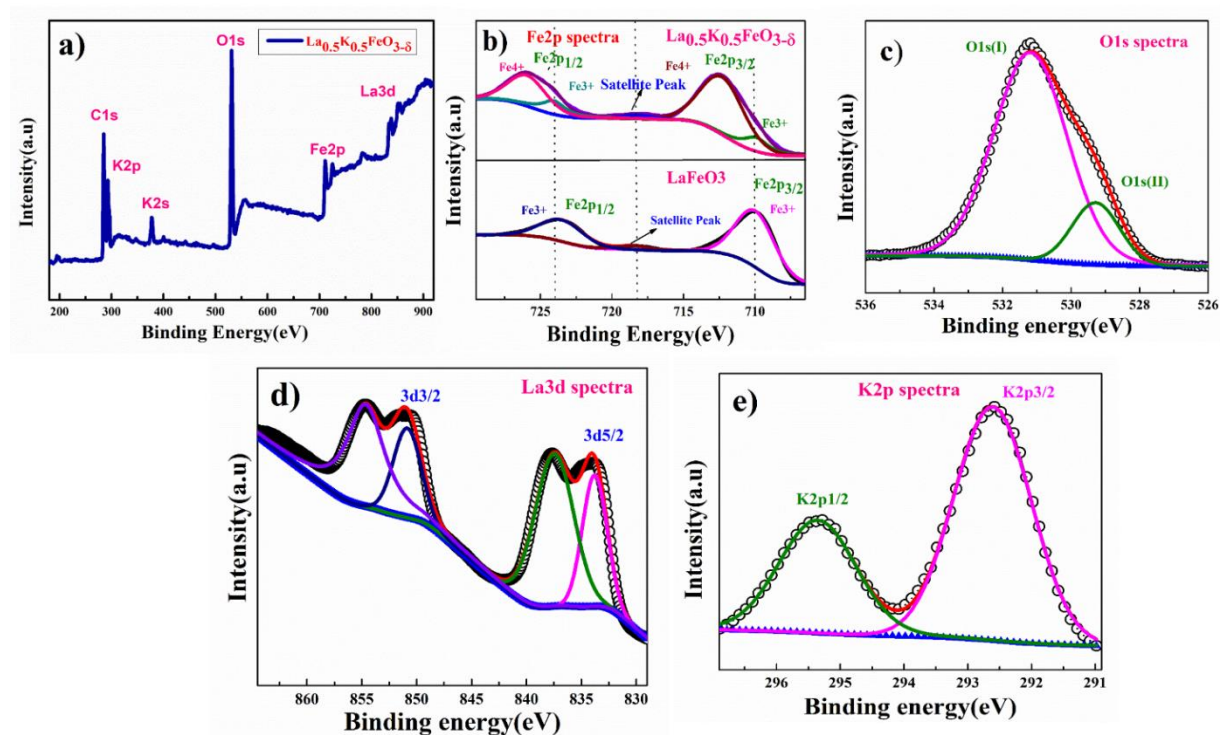 a)
La0.5K0.5FeO3-δ
O1s
La3d
C1s
K2p
Fe2p
K2s
Intensity(a.u)
200 300 400 500 600 700 800 900
Binding Energy(eV)
b)
Fe2p spectra
La0.5K0.5FeO3-δ
Fe4+
Fe2p1/2
Fe4+
Fe2p3/2
Fe3+
Satellite Peak
Fe3+
LaFeO3
Fe2p3/2
Fe3+
Fe2p1/2
Fe3+
Satellite Peak
Intensity(a.u)
725 720 715 710
Binding Energy(eV)
c)
O1s(I)
O1s spectra
O1s(II)
Intensity(a.u)
536 534 532 530 528 526
Binding energy(eV)
d)
La3d spectra
3d3/2
3d5/2
Intensity(a.u)
860 855 850 845 840 835 830
Binding energy(eV)
e)
K2p spectra
K2p3/2
K2p1/2
Intensity(a.u)
296 295 294 293 292 291
Binding energy(eV)